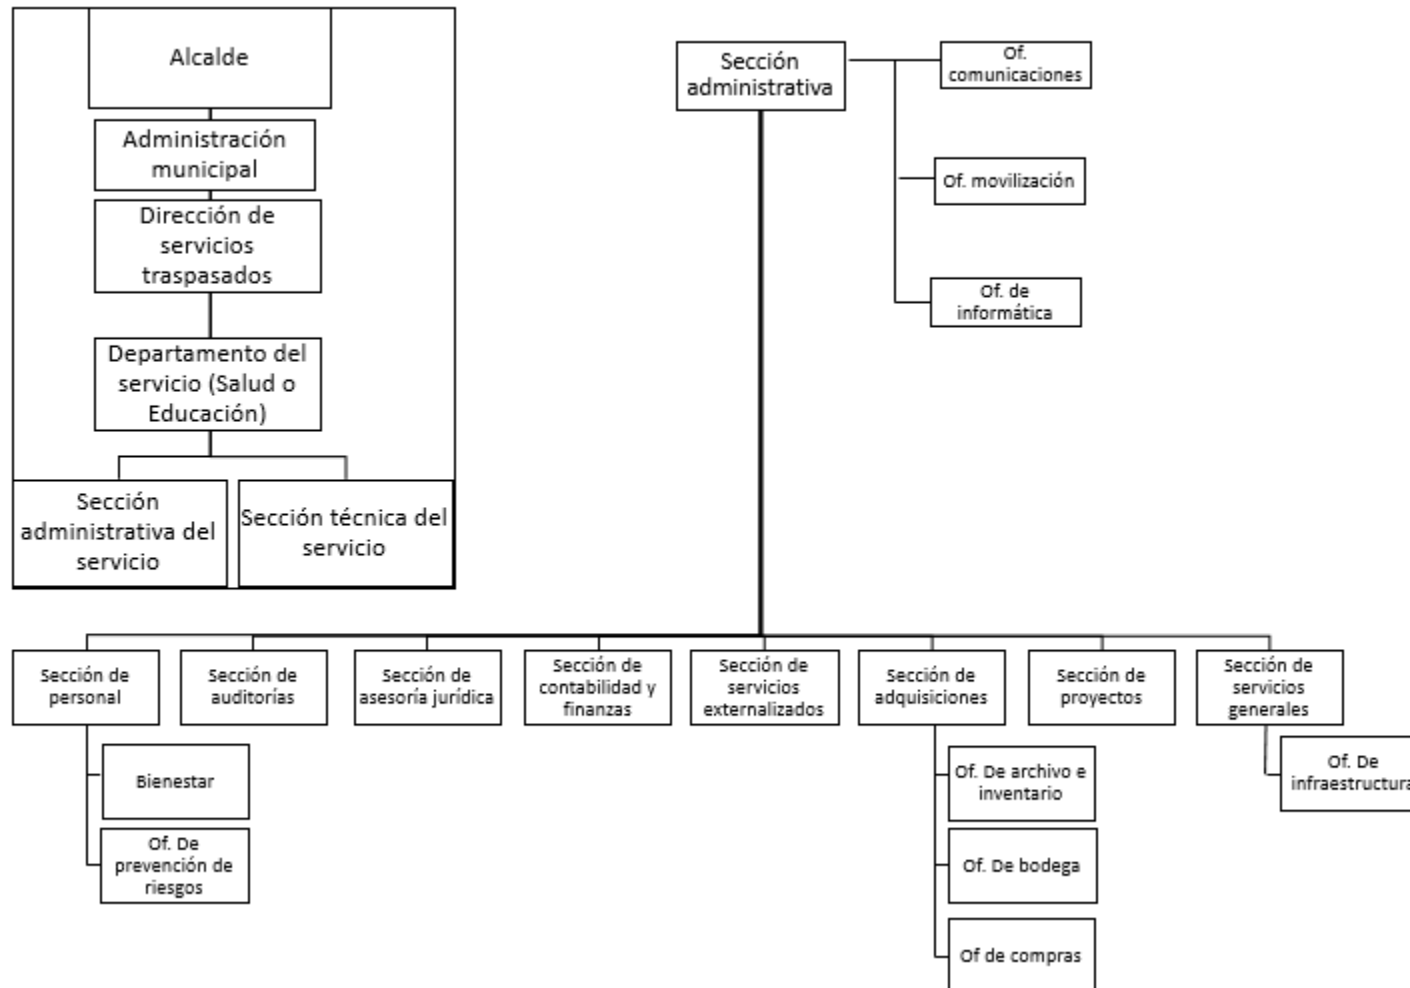 Alcalde
Administración
municipal
Dirección de
servicios
traspasados
Departamento del
servicio (Salud o
Educación)
Sección
administrativa del
servicio
Sección técnica del
servicio
Sección
administrativa
Of.
comunicaciones
Of. movilización
Of. de
informática
Sección de
personal
Sección de
auditorías
Sección de
asesoría jurídica
Sección de
contabilidad y
finanzas
Sección de
servicios
externalizados
Sección de
adquisiciones
Sección de
proyectos
Sección de
servicios
generales
Bienestar
Of. De
prevención de
riesgos
Of. De archivo e
inventario
Of. De bodega
Of de compras
Of. De
infraestructura